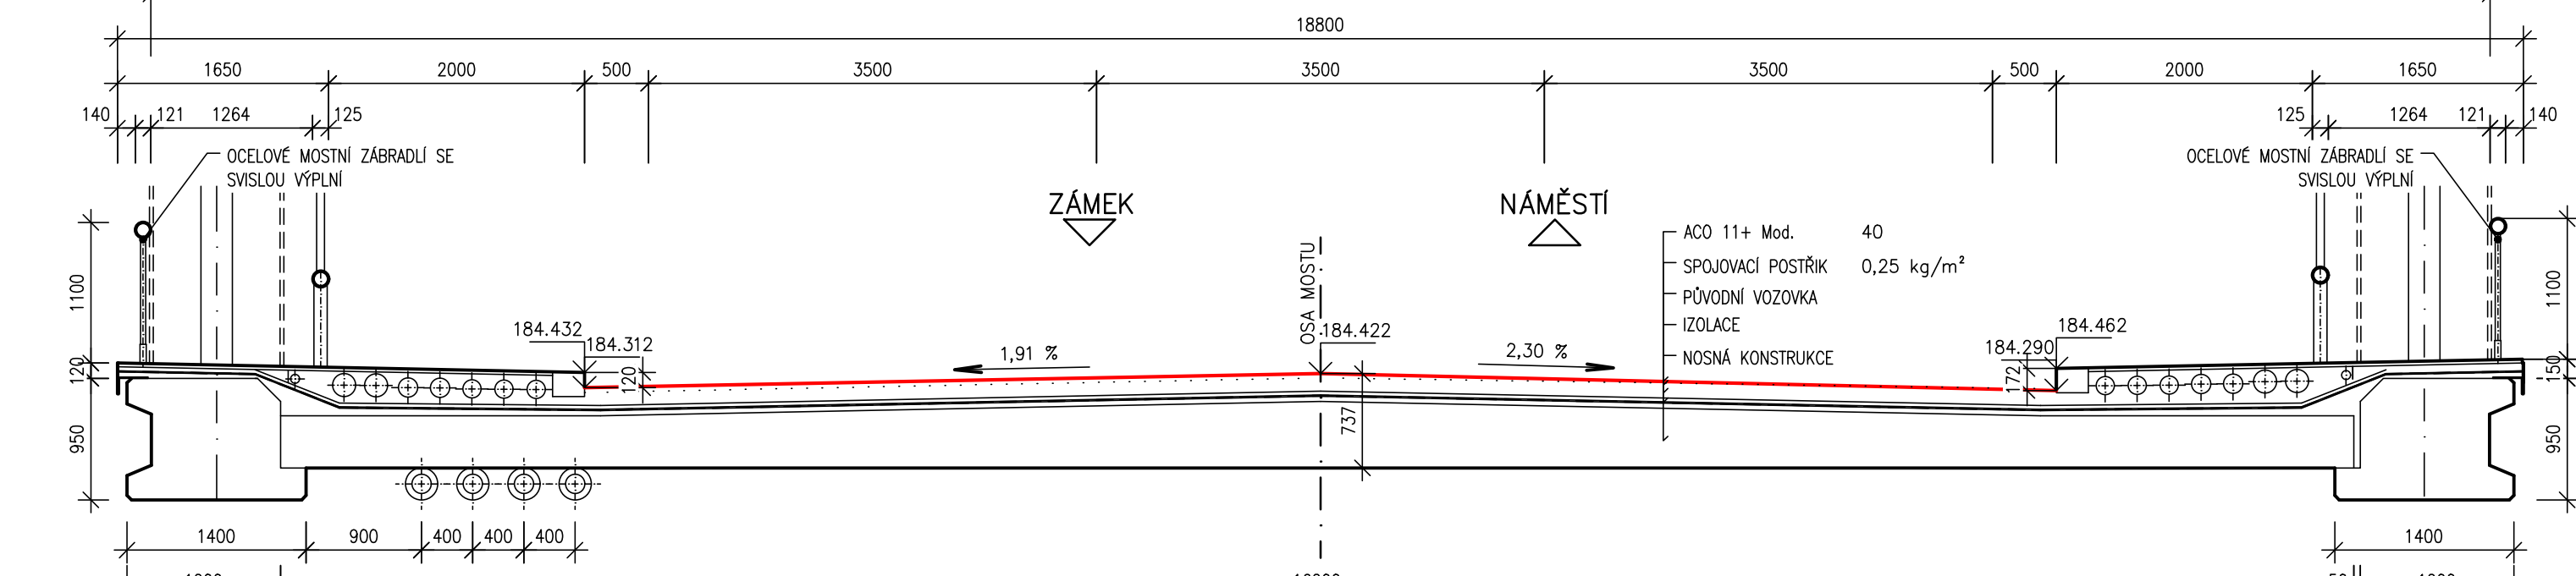 18800
1650 2000 500 3500 3500 3500 500 2000 1650
140 121 1264 125 125 1264 121 140
OCELOVÉ MOSTNÍ ZÁBRADLÍ SE
SVISLOU VÝPLNÍ
OCELOVÉ MOSTNÍ ZÁBRADLÍ SE
SVISLOU VÝPLNÍ
ZÁMEK
NÁMĚSTÍ
ACO 11+ Mod. 40
SPOJOVACÍ POSTŘIK 0,25 kg/m²
PŮVODNÍ VOZOVKA
IZOLACE
NOSNÁ KONSTRUKCE
OSA MOSTU
1100
120
950
184.432
184.312
120
1,91 %
184.422
737
2,30 %
184.290
184.462
172
1100
150
950
1400 900 400 400 400
1400